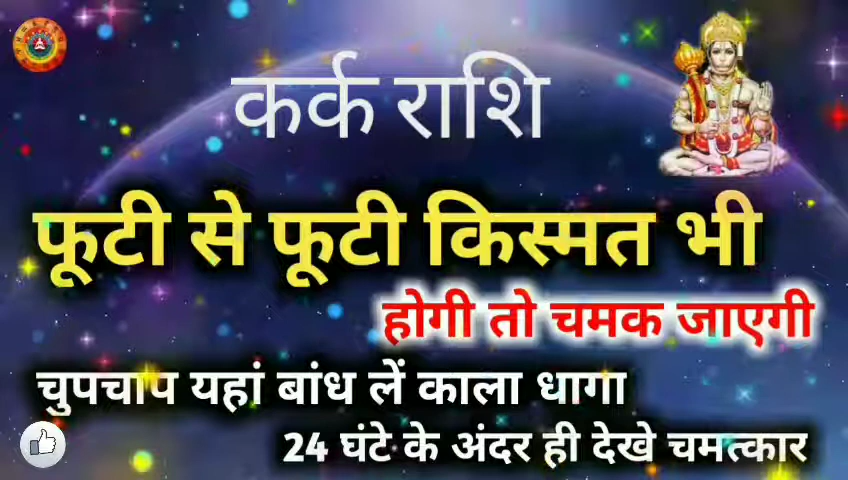 कर्क राशि
फूटी से फूटी किस्मत भी
होगी तो चमक जाएगी
चुपचाप यहां बांध लें काला धागा
24 घंटे के अंदर ही देखे चमत्कार